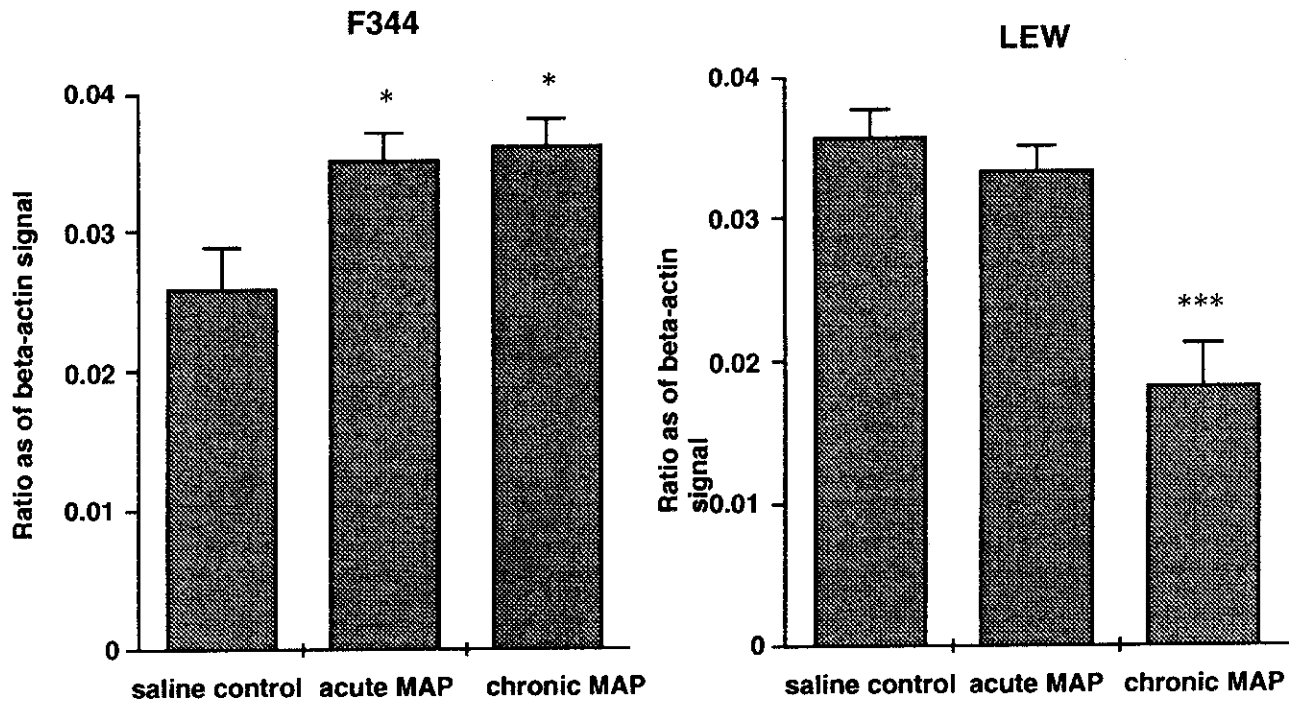 F344
*
*
0.04
0.03
0.02
0.01
0
Ratio as of beta-actin signal
saline control acute MAP chronic MAP
LEW
***
0.04
0.03
0.02
0.01
0
Ratio as of beta-actin
signal
saline control acute MAP chronic MAP